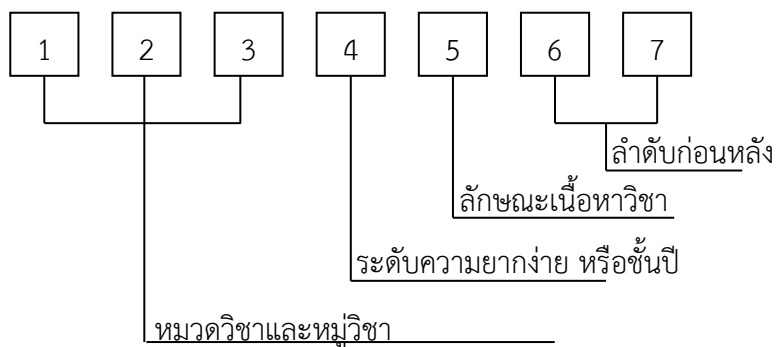 1 2 3 4 5 6 7
ลำดับก่อนหลัง
ลักษณะเนื้อหาวิชา
ระดับความยากง่าย หรือชั้นปี
หมวดวิชาและหมู่วิชา